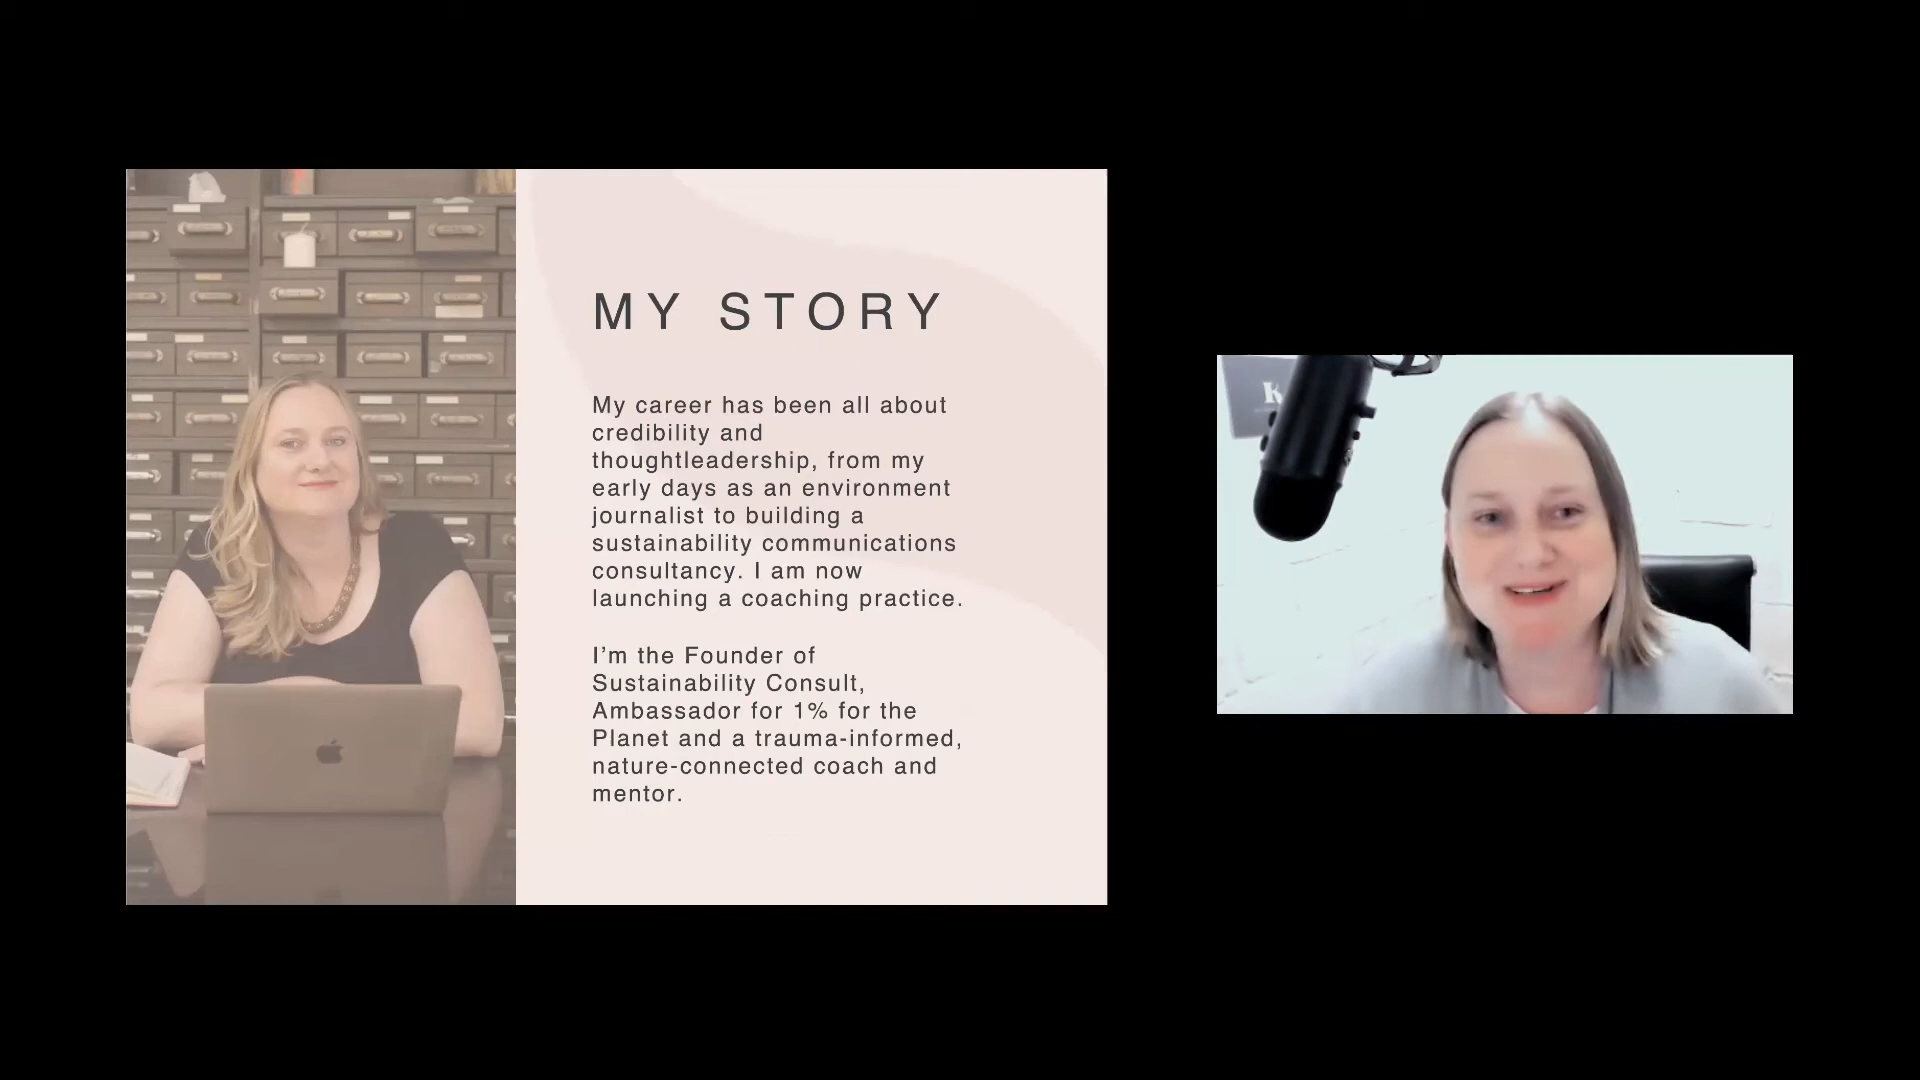 MY STORY
My career has been all about
credibility and
thoughtleadership, from my
early days as an environment
journalist to building a
sustainability communications
consultancy. I am now
launching a coaching practice.
I’m the Founder of
Sustainability Consult,
Ambassador for 1% for the
Planet and a trauma-informed,
nature-connected coach and
mentor.